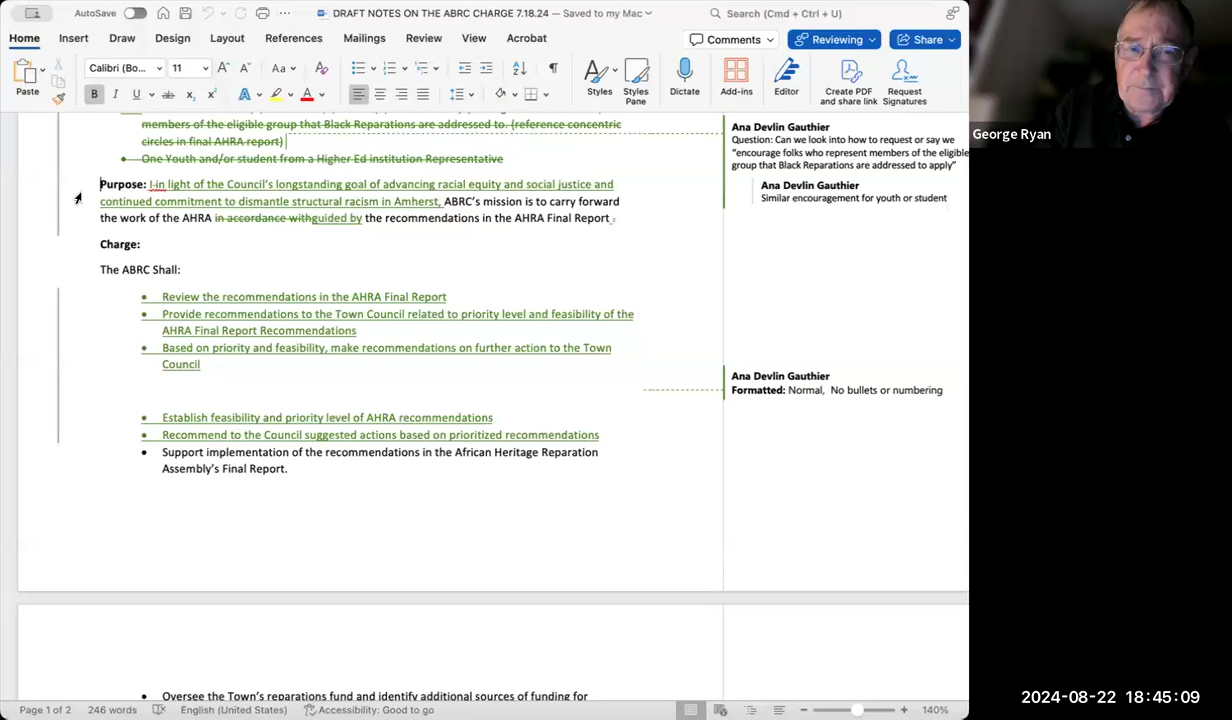 AutoSave
DRAFT NOTES ON THE ABRC CHARGE 7.18.24 — Saved to my Mac
Search (Cmd + Ctrl + U)
Home Insert Draw Design Layout References Mailings Review View Acrobat
Comments Reviewing Share
Paste
Calibri (Bo... 11
Styles
Styles Pane
Dictate
Add-ins
Editor
Create PDF and share link
Request Signatures
members of the eligible group that Black Reparations are addressed to. (reference concentric
circles in final AHRA report)
• One Youth and/or student from a Higher Ed institution Representative
Purpose: I in light of the Council's longstanding goal of advancing racial equity and social justice and
continued commitment to dismantle structural racism in Amherst, ABRC's mission is to carry forward
the work of the AHRA in accordance withguided by the recommendations in the AHRA Final Report .
Charge:
The ABRC Shall:
• Review the recommendations in the AHRA Final Report
• Provide recommendations to the Town Council related to priority level and feasibility of the
AHRA Final Report Recommendations
• Based on priority and feasibility, make recommendations on further action to the Town
Council
• Establish feasibility and priority level of AHRA recommendations
• Recommend to the Council suggested actions based on prioritized recommendations
• Support implementation of the recommendations in the African Heritage Reparation
Assembly's Final Report.
• Oversee the Town's reparations fund and identify additional sources of funding for
Ana Devlin Gauthier
Question: Can we look into how to request or say we
"encourage folks who represent members of the eligible
group that Black Reparations are addressed to apply"
Ana Devlin Gauthier
Similar encouragement for youth or student
Ana Devlin Gauthier
Formatted: Normal, No bullets or numbering
George Ryan
Page 1 of 2 246 words English (United States) Accessibility: Good to go 140%
2024-08-22 18:45:09